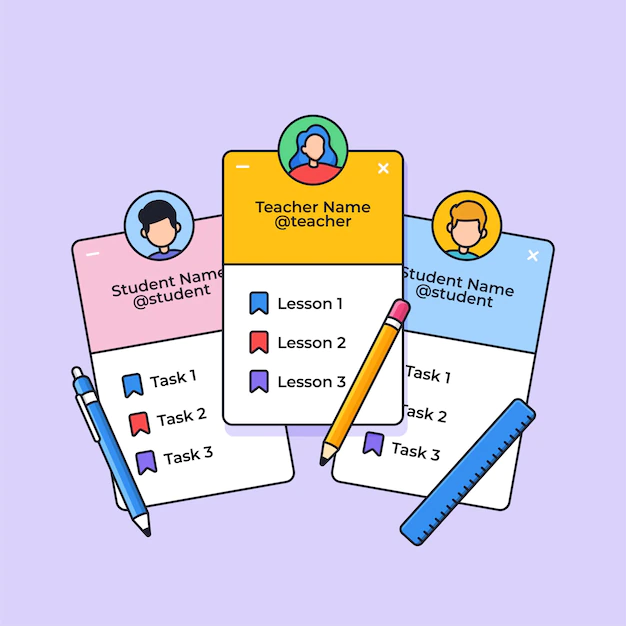 Teacher Name
@teacher
Lesson 1
Lesson 2
Lesson 3
Student Name
@student
Task 1
Task 2
Task 3
Student Name
@student
Task 1
Task 2
Task 3